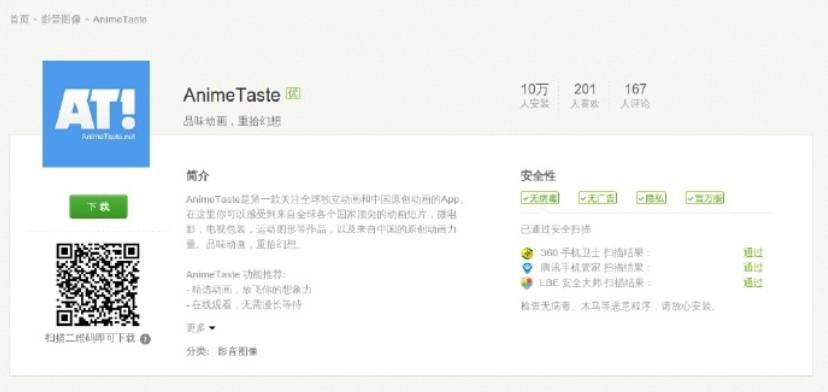 首页 > 影音图像 > AnimeTaste
AT!
AnimeTaste.net
AnimeTaste 优
品味动画，重拾幻想
10万 201 167
人安装 人喜欢 人评论
下载
扫描二维码即可下载
简介
AnimeTaste是第一款关注全球独立动画和中国原创动画的App。
在这里你可以感受到来自全球各个国家顶尖的动画短片，微电
影，电视包装，运动图形等作品，以及来自中国的原创动画力
量。品味动画，重拾幻想。
AnimeTaste 功能推荐:
- 精选动画，放飞你的想象力
- 在线观看，无需漫长等待
更多
分类: 影音图像
安全性
无病毒 无广告 隐私 官方版
已通过安全扫描
360 手机卫士 扫描结果： 通过
腾讯手机管家 扫描结果： 通过
LBE 安全大师 扫描结果： 通过
检查无病毒、木马等恶意程序，请放心安装。